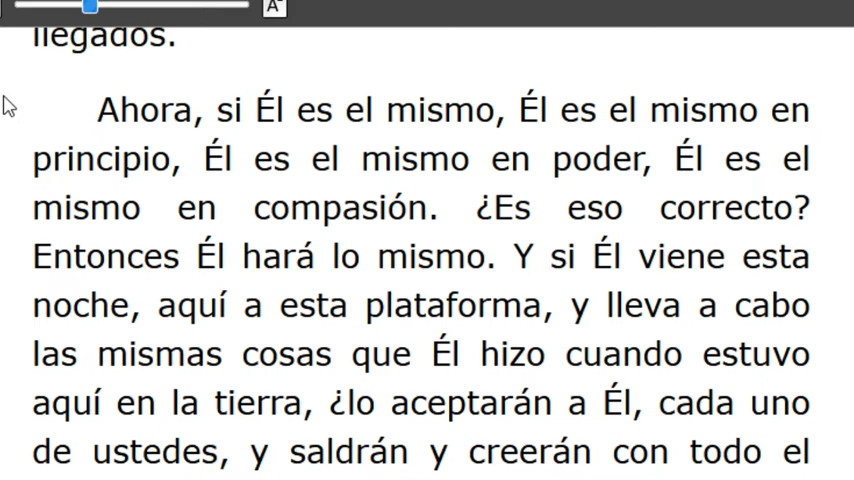 llegados.
Ahora, si Él es el mismo, Él es el mismo en
principio, Él es el mismo en poder, Él es el
mismo en compasión. ¿Es eso correcto?
Entonces Él hará lo mismo. Y si Él viene esta
noche, aquí a esta plataforma, y lleva a cabo
las mismas cosas que Él hizo cuando estuvo
aquí en la tierra, ¿lo aceptarán a Él, cada uno
de ustedes, y saldrán y creerán con todo el